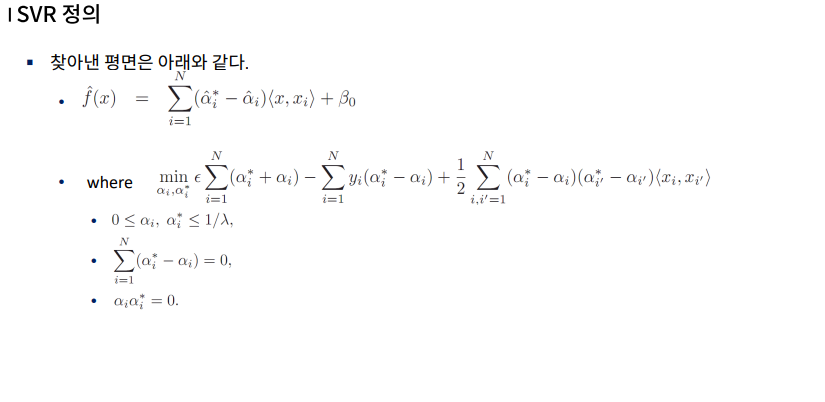 I SVR 정의
▪ 찾아낸 평면은 아래와 같다.
• $\hat{f}(x) = \sum_{i=1}^{N} (\hat{\alpha}_i^* - \hat{\alpha}_i) \langle x, x_i \rangle + \beta_0$
• where $\min_{\alpha_i, \alpha_i^*} \epsilon \sum_{i=1}^{N} (\alpha_i^* + \alpha_i) - \sum_{i=1}^{N} y_i (\alpha_i^* - \alpha_i) + \frac{1}{2} \sum_{i,i'=1}^{N} (\alpha_i^* - \alpha_i)(\alpha_{i'}^* - \alpha_{i'}) \langle x_i, x_{i'} \rangle$
• $0 \leq \alpha_i, \alpha_i^* \leq 1/\lambda,$
• $\sum_{i=1}^{N} (\alpha_i^* - \alpha_i) = 0,$
• $\alpha_i \alpha_i^* = 0.$